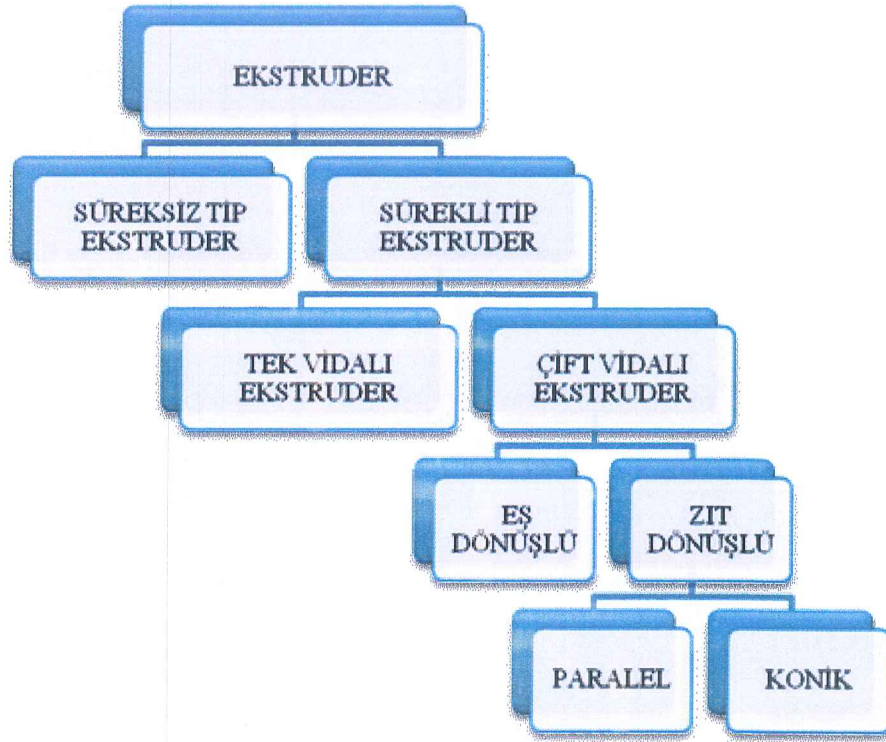 EKSTRUDER
SÜREKSİZ TİP
EKSTRUDER
SÜREKLİ TİP
EKSTRUDER
TEK VİDALI
EKSTRUDER
ÇİFT VİDALI
EKSTRUDER
EŞ
DÖNÜŞLÜ
ZIT
DÖNÜŞLÜ
PARALEL
KONİK